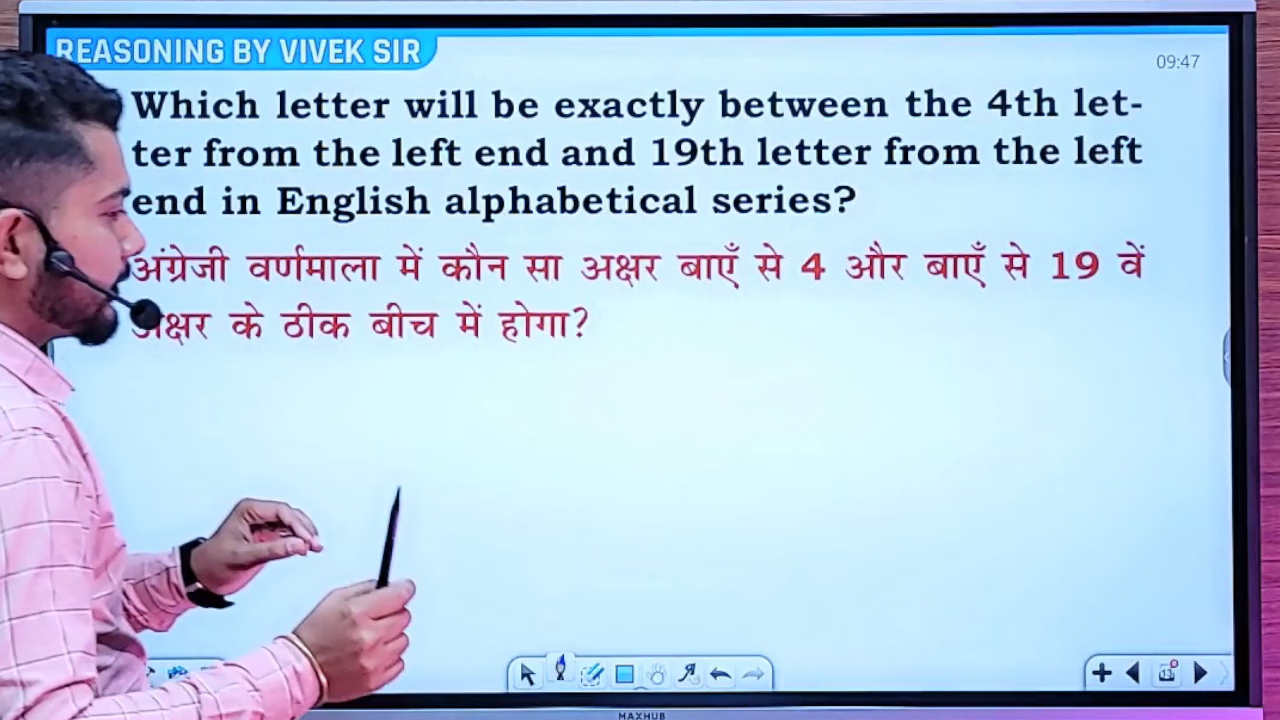 REASONING BY VIVEK SIR
09:47
Which letter will be exactly between the 4th let-
ter from the left end and 19th letter from the left
end in English alphabetical series?
अंग्रेजी वर्णमाला में कौन सा अक्षर बाएँ से 4 और बाएँ से 19 वें
अक्षर के ठीक बीच में होगा?
13
MAXHUB